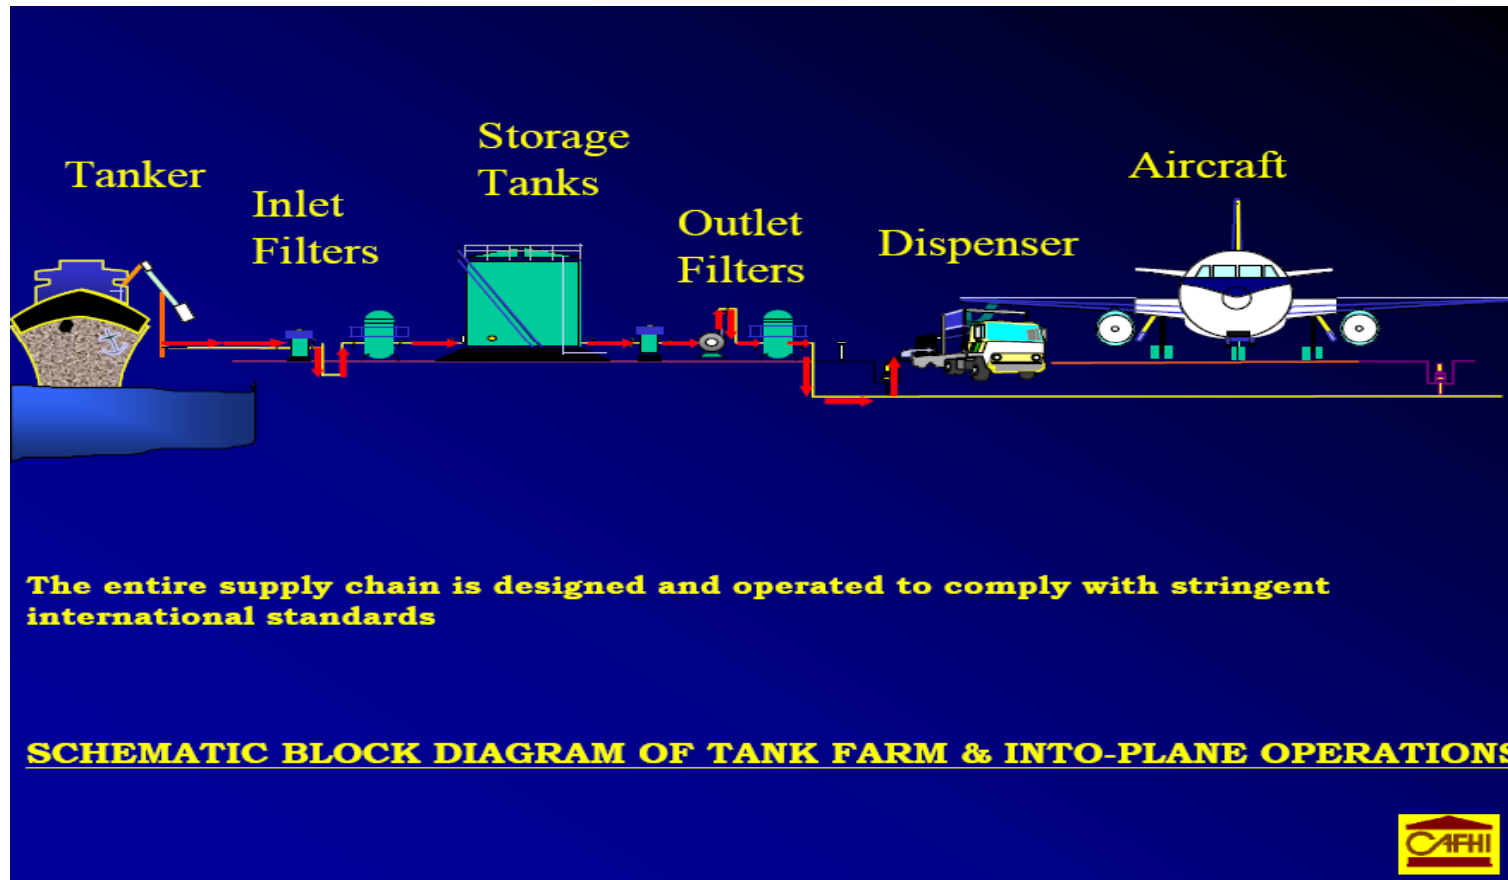 Tanker
Inlet
Filters
Storage
Tanks
Outlet
Filters
Dispenser
Aircraft
The entire supply chain is designed and operated to comply with stringent
international standards
SCHEMATIC BLOCK DIAGRAM OF TANK FARM & INTO-PLANE OPERATIONS
CAFHI